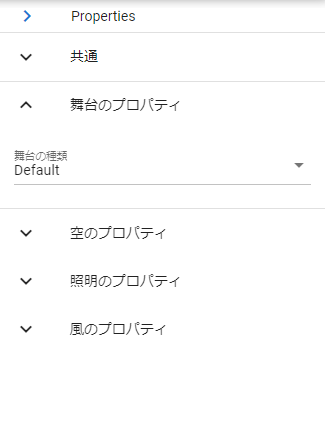 Properties
共通
舞台のプロパティ
舞台の種類
Default
空のプロパティ
照明のプロパティ
風のプロパティ